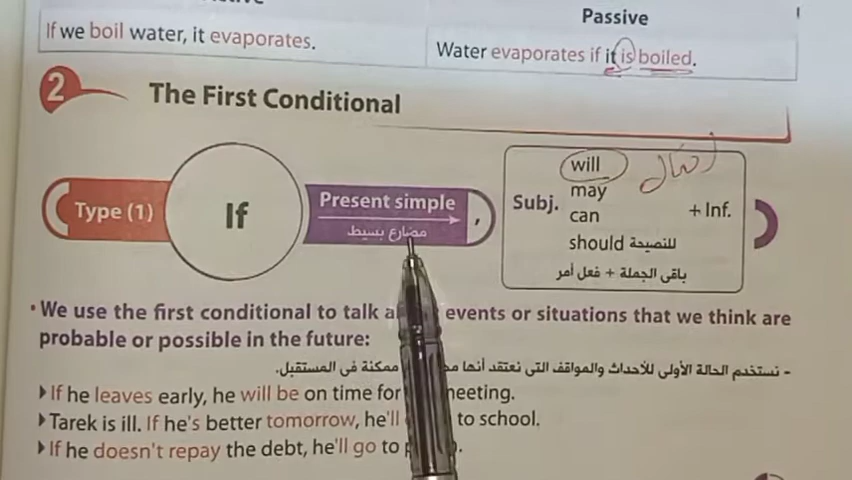 Passive
If we boil water, it evaporates.
Water evaporates if it is boiled.
2 The First Conditional
Type (1)
If
Present simple ,
مضارع بسيط
Subj.
will
may
can
should للنصيحة
+ Inf.
باقى الجملة + فعل أمر
• We use the first conditional to talk events or situations that we think are
probable or possible in the future:
- نستخدم الحالة الأولى للأحداث والمواقف التى نعتقد أنها ممكنة فى المستقبل.
If he leaves early, he will be on time for meeting.
Tarek is ill. If he's better tomorrow, he'll to school.
If he doesn't repay the debt, he'll go to